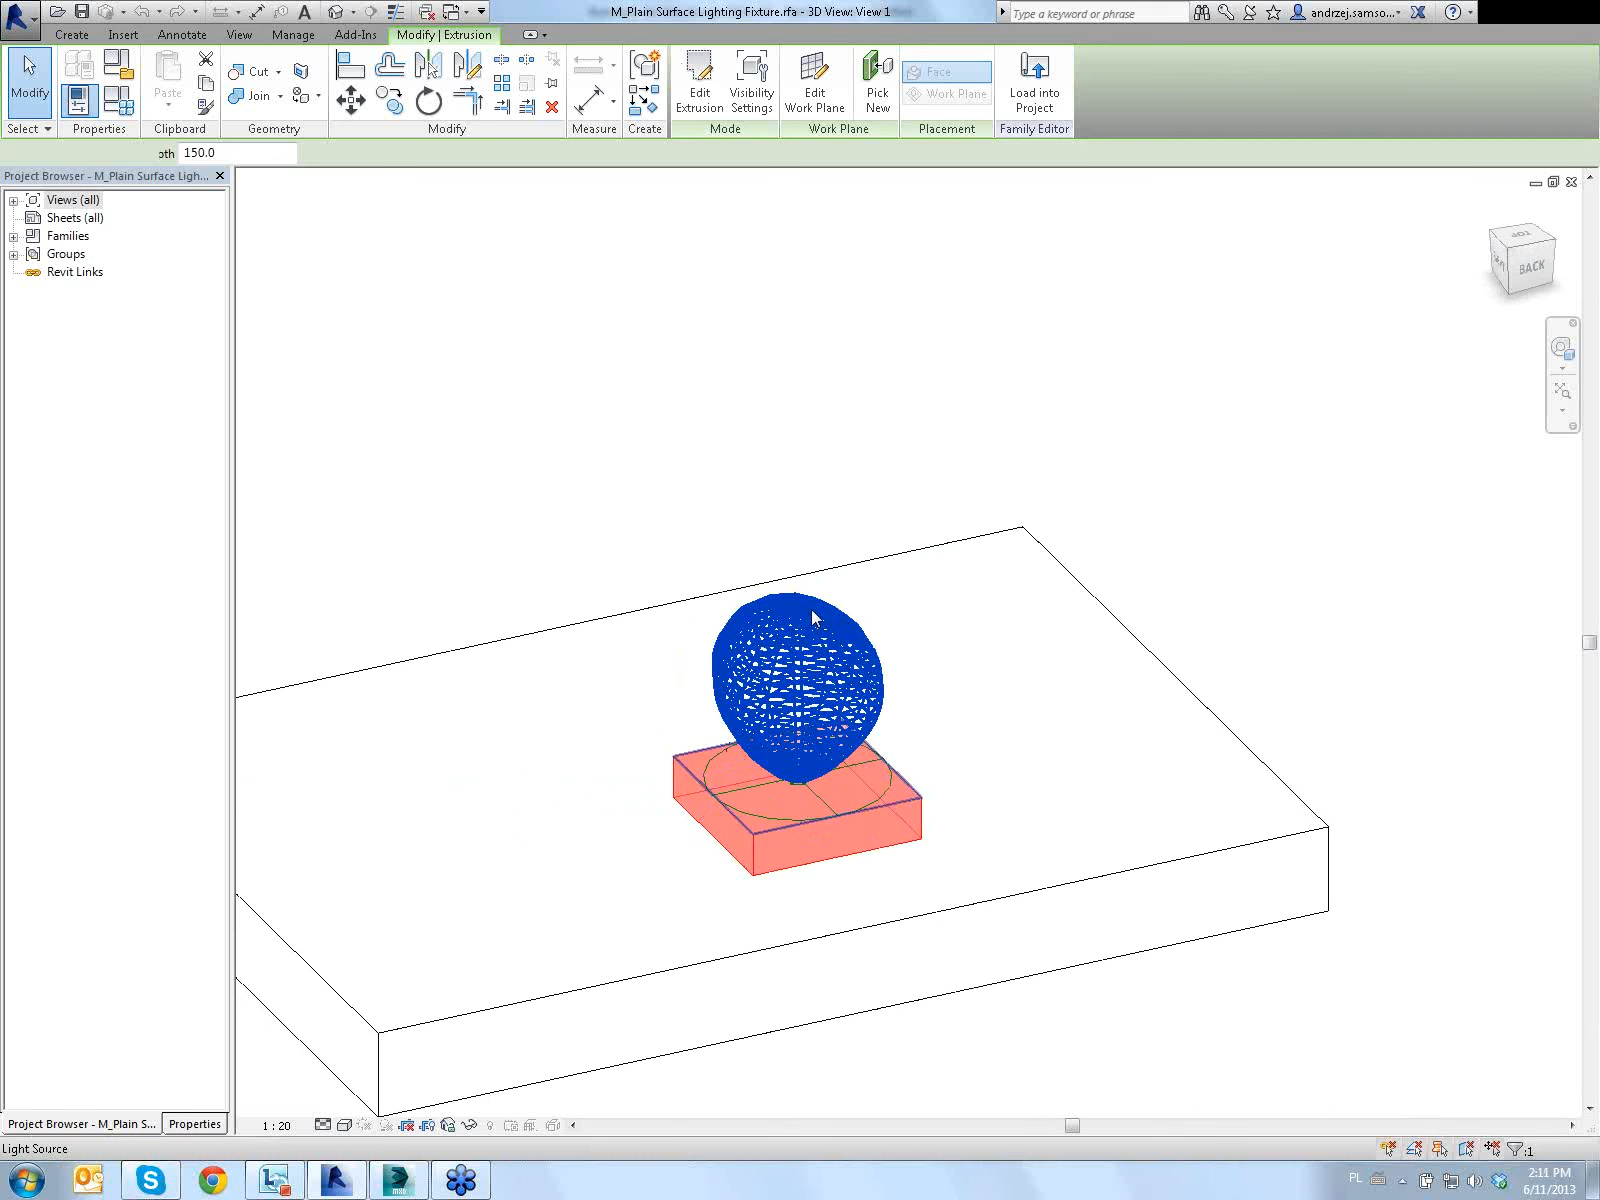 M_Plain Surface Lighting Fixture.rfa - 3D View: View 1
Type a keyword or phrase
andrzej.samso...
Create Insert Annotate View Manage Add-Ins Modify | Extrusion
Modify
Paste
Cut
Join
Edit Extrusion
Visibility Settings
Edit Work Plane
Pick New
Face
Work Plane
Load into Project
Select Properties Clipboard Geometry Modify Measure Create Mode Work Plane Placement Family Editor
pth 150.0
Project Browser - M_Plain Surface Ligh...
Views (all)
Sheets (all)
Families
Groups
Revit Links
TOP
BACK
Project Browser - M_Plain S... Properties
1 : 20
Light Source
:1
PL
2:11 PM
6/11/2013